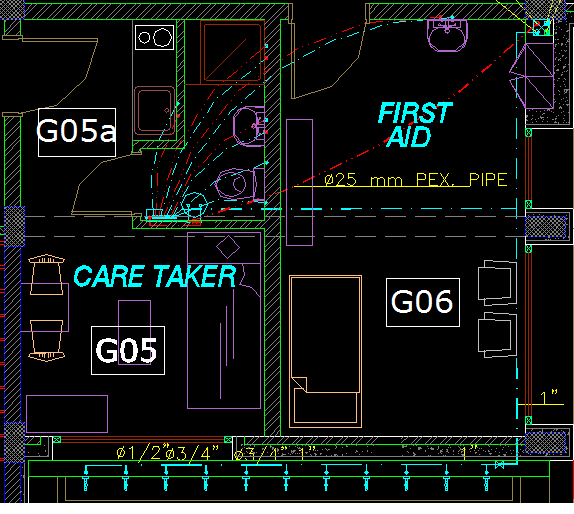 G05a
FIRST
AID
ø25 mm PEX. PIPE
CARE TAKER
G06
G05
1"
ø1/2"ø3/4" ø3/4" 1" 1"